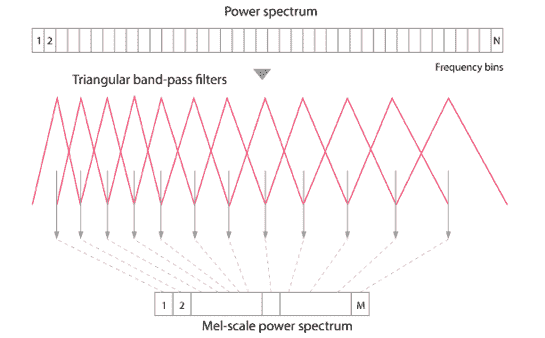 Power spectrum
1 2 N
Frequency bins
Triangular band-pass filters
1 2 M
Mel-scale power spectrum